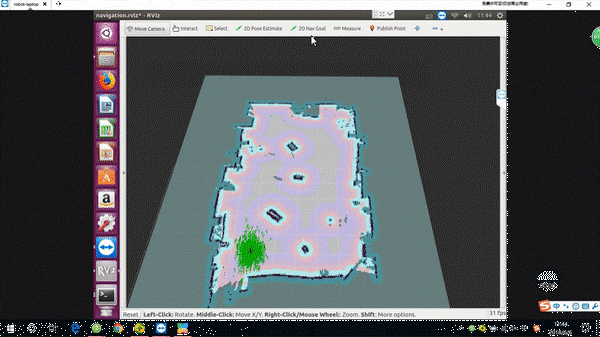 robot-laptop
免费许可证(仅供非商业用途)
navigation.rviz* - RViz
11:44
Move Camera Interact Select 2D Pose Estimate 2D Nav Goal Measure Publish Point
RViz
Reset Left-Click: Rotate. Middle-Click: Move X/Y. Right-Click/Mouse Wheel: Zoom. Shift: More options. 31 fps